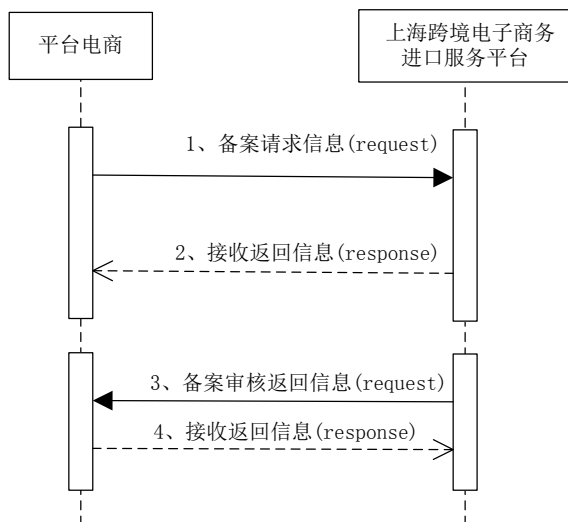 平台电商
上海跨境电子商务
进口服务平台
1、备案请求信息(request)
2、接收返回信息(response)
3、备案审核返回信息(request)
4、接收返回信息(response)